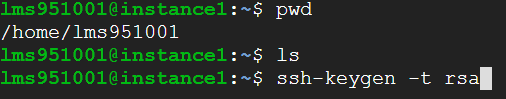 lms951001@instance1:~$ pwd
/home/lms951001
lms951001@instance1:~$ ls
lms951001@instance1:~$ ssh-keygen -t rsa